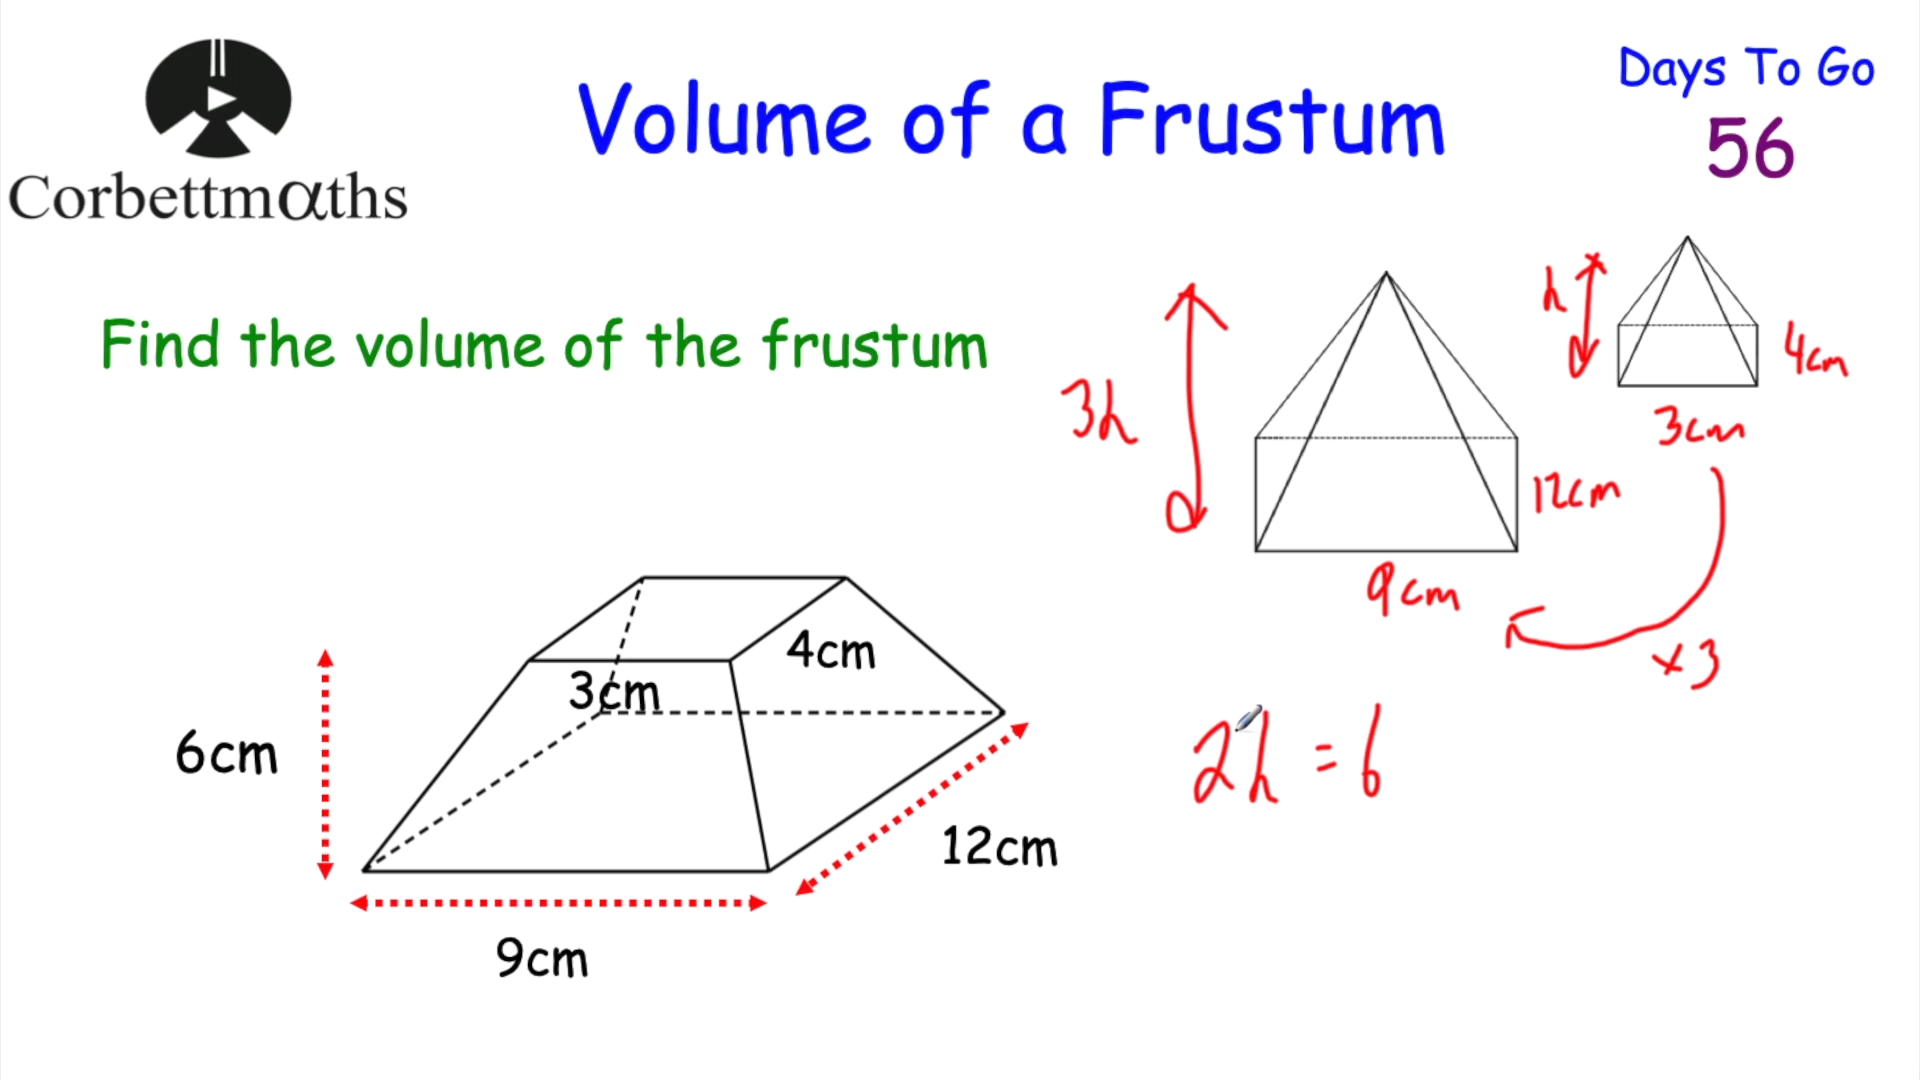 Corbettmαths
Volume of a Frustum
Days To Go
56
Find the volume of the frustum
3h
12cm
9cm
h
4cm
3cm
×3
2h = 6
6cm
3cm
4cm
12cm
9cm